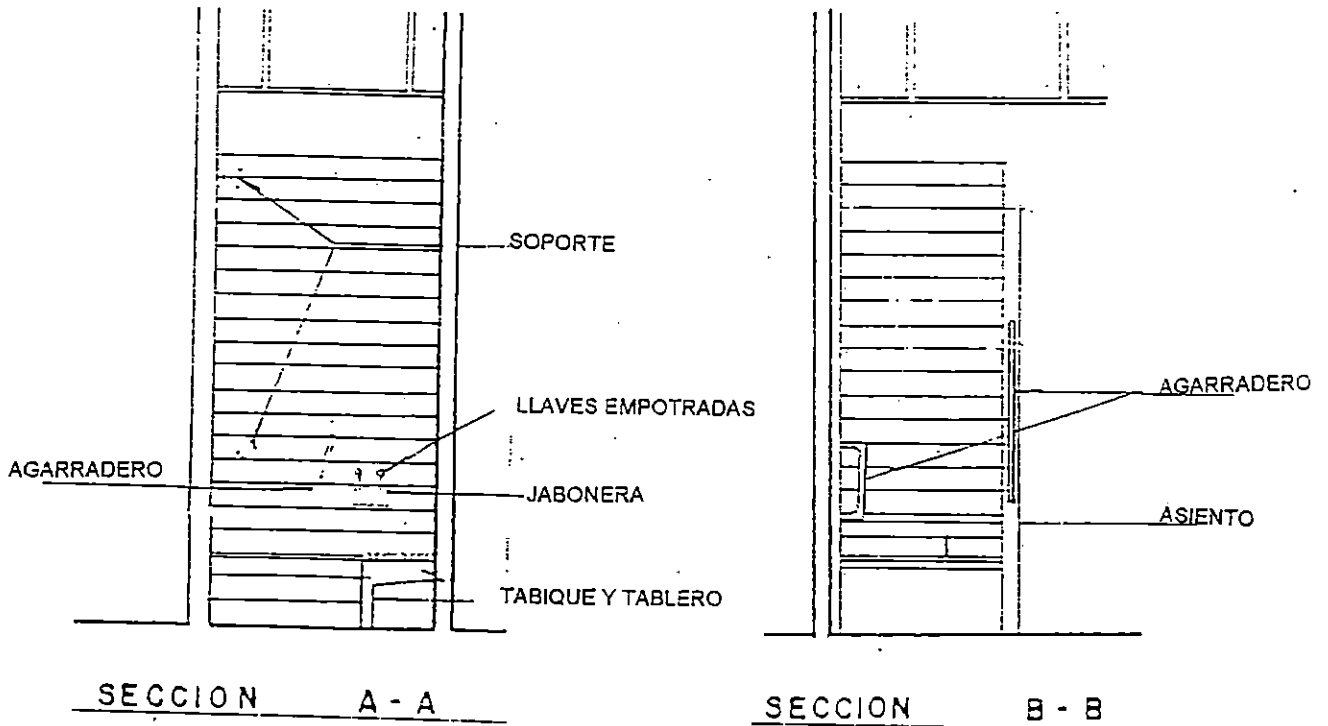 SOPORTE
LLAVES EMPOTRADAS
AGARRADERO
JABONERA
TABIQUE Y TABLERO
SECCION A - A
AGARRADERO
ASIENTO
SECCION B - B